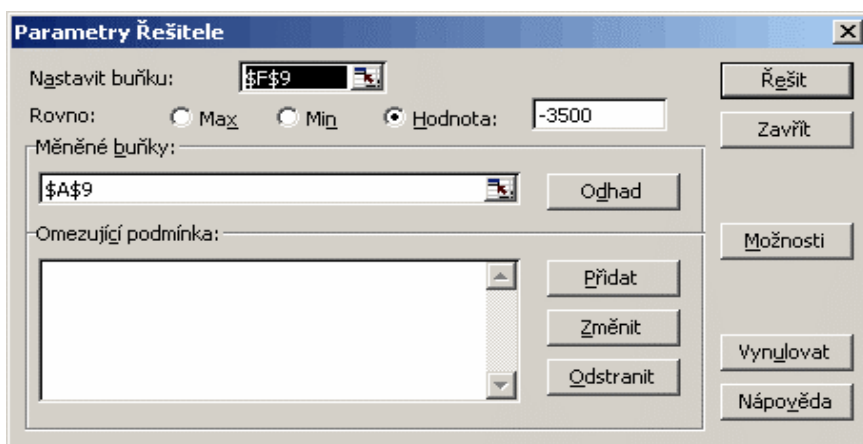 Parametry Řešitele
Nastavit buňku: $F$9
Řešit
Rovno: Max Min Hodnota: -3500
Zavřít
Měněné buňky:
$A$9
Odhad
Omezující podmínka:
Možnosti
Přidat
Změnit
Vynulovat
Odstranit
Nápověda